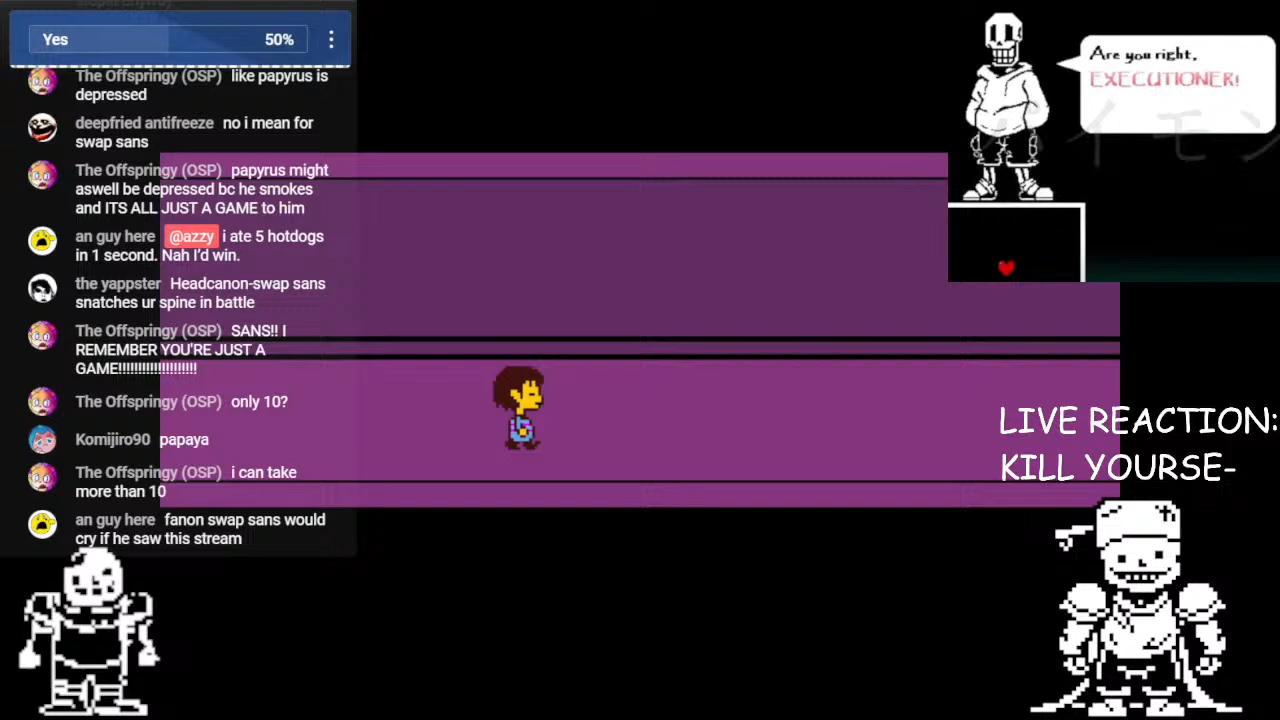 Yes 50%
The Offspringy (OSP) like papyrus is
depressed
deepfried antifreeze no i mean for
swap sans
The Offspringy (OSP) papyrus might
aswell be depressed bc he smokes
and ITS ALL JUST A GAME to him
an guy here @azzy i ate 5 hotdogs
in 1 second. Nah I'd win.
the yappster Headcanon-swap sans
snatches ur spine in battle
The Offspringy (OSP) SANS!! I
REMEMBER YOU'RE JUST A
GAME!!!!!!!!!!!!!!!!!!!!
The Offspringy (OSP) only 10?
Komijiro90 papaya
The Offspringy (OSP) i can take
more than 10
an guy here fanon swap sans would
cry if he saw this stream
Are you right,
EXECUTIONER!
イモン
LIVE REACTION:
KILL YOURSE-